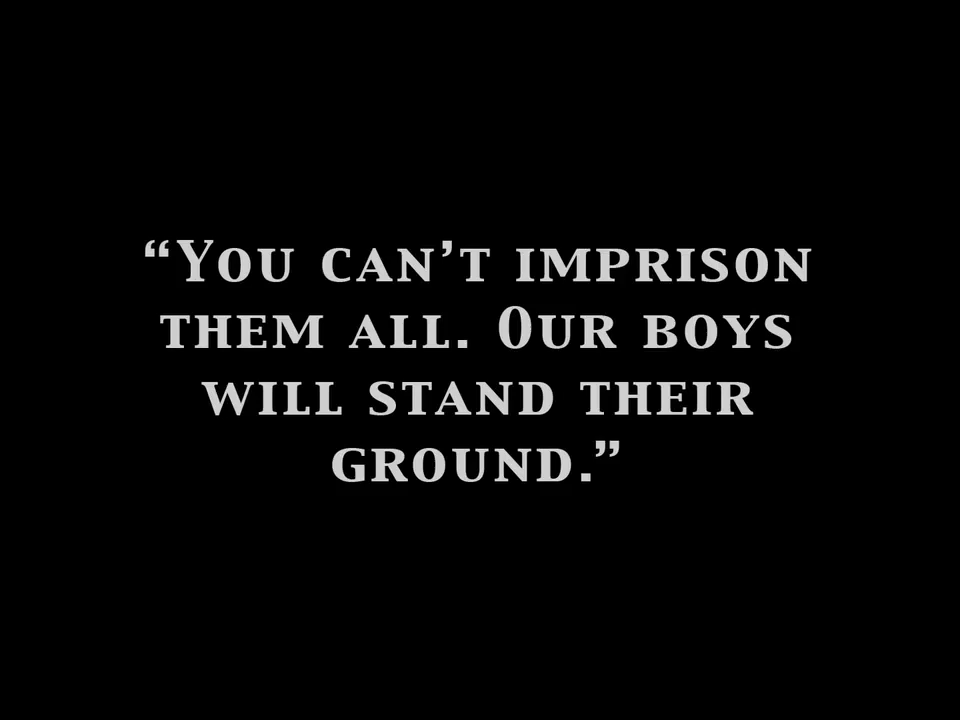 “You can’t imprison
them all. Our boys
will stand their
ground.”